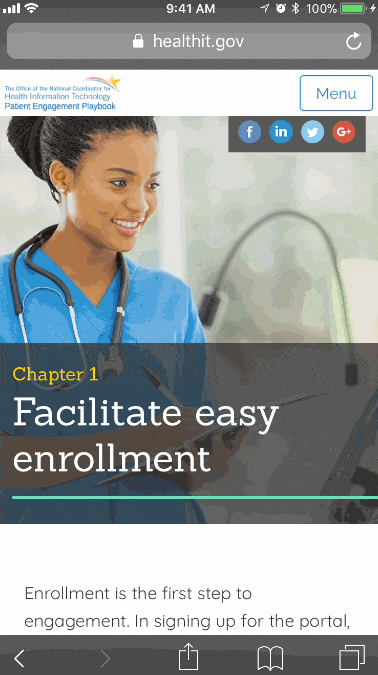 9:41 AM
100%
healthit.gov
The Office of the National Coordinator for
Health Information Technology
Patient Engagement Playbook
Menu
f
in
G+
Chapter 1
Facilitate easy
enrollment
Enrollment is the first step to
engagement. In signing up for the portal,